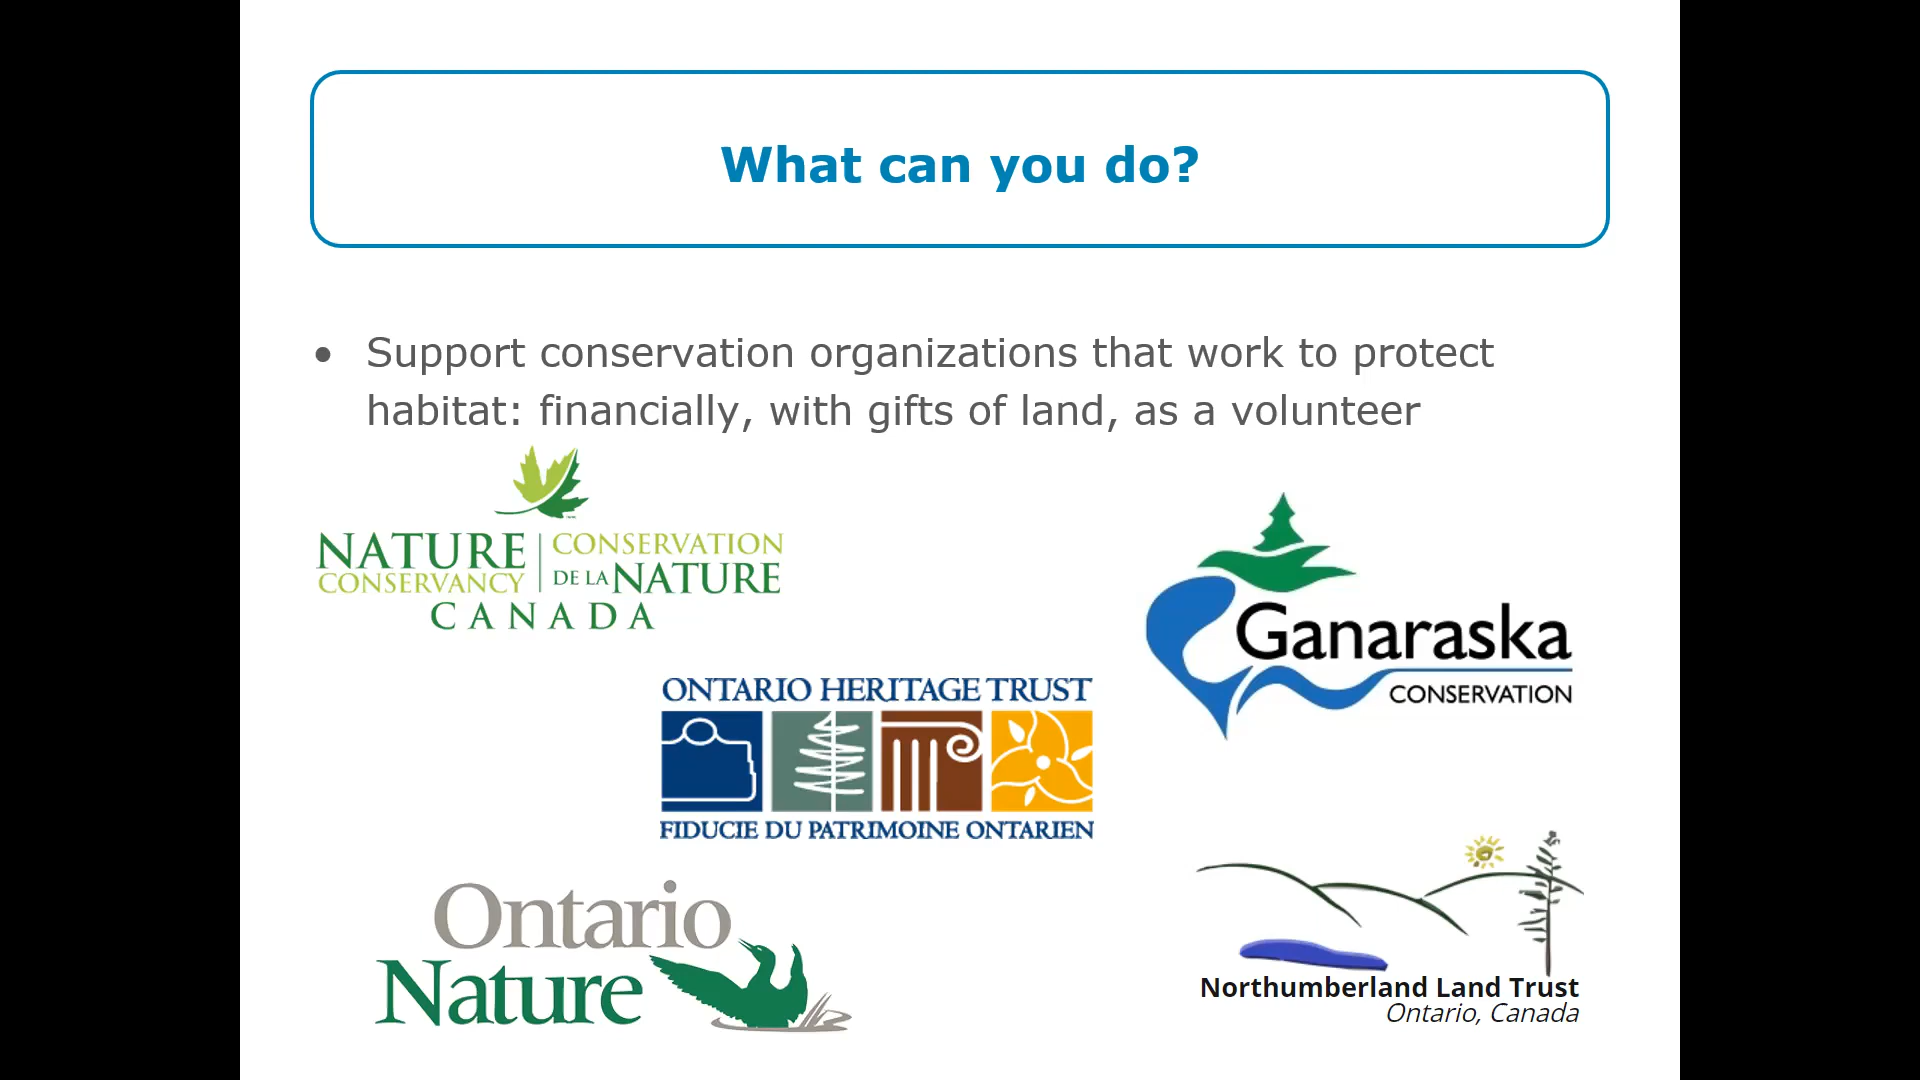 What can you do?
• Support conservation organizations that work to protect
habitat: financially, with gifts of land, as a volunteer
NATURE CONSERVANCY
CONSERVATION DE LA NATURE
CANADA
Ganaraska
CONSERVATION
ONTARIO HERITAGE TRUST
FIDUCIE DU PATRIMOINE ONTARIEN
Ontario
Nature
Northumberland Land Trust
Ontario, Canada